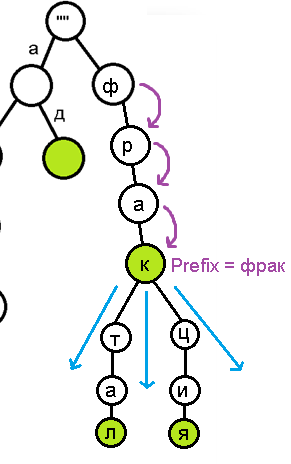 ""
а
ф
д
р
а
к Prefix = фрак
т ц
а и
л я